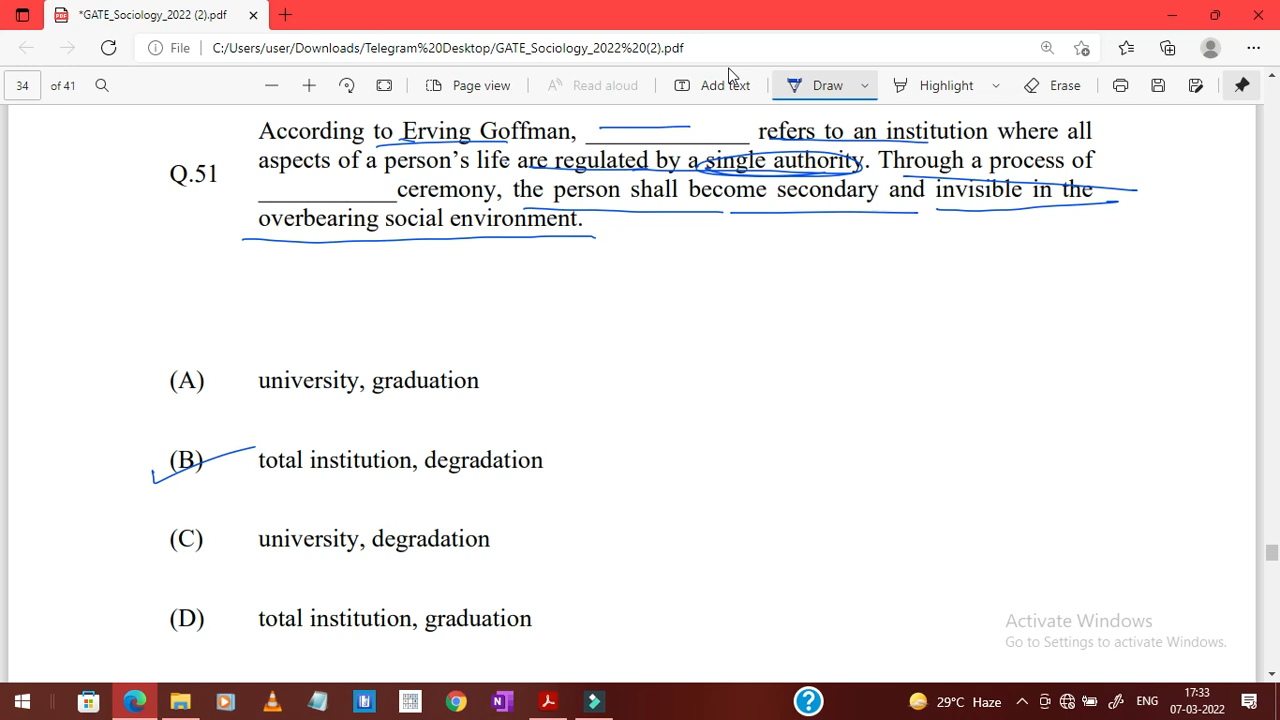 *GATE_Sociology_2022 (2).pdf
File
C:/Users/user/Downloads/Telegram%20Desktop/GATE_Sociology_2022%20(2).pdf
34 of 41
Page view
Read aloud
Add text
Draw
Highlight
Erase
According to Erving Goffman, _____________ refers to an institution where all
aspects of a person's life are regulated by a single authority. Through a process of
Q.51
___________ceremony, the person shall become secondary and invisible in the
overbearing social environment.
(A) university, graduation
(B) total institution, degradation
(C) university, degradation
(D) total institution, graduation
Activate Windows
Go to Settings to activate Windows.
29°C Haze
ENG
17:33
07-03-2022